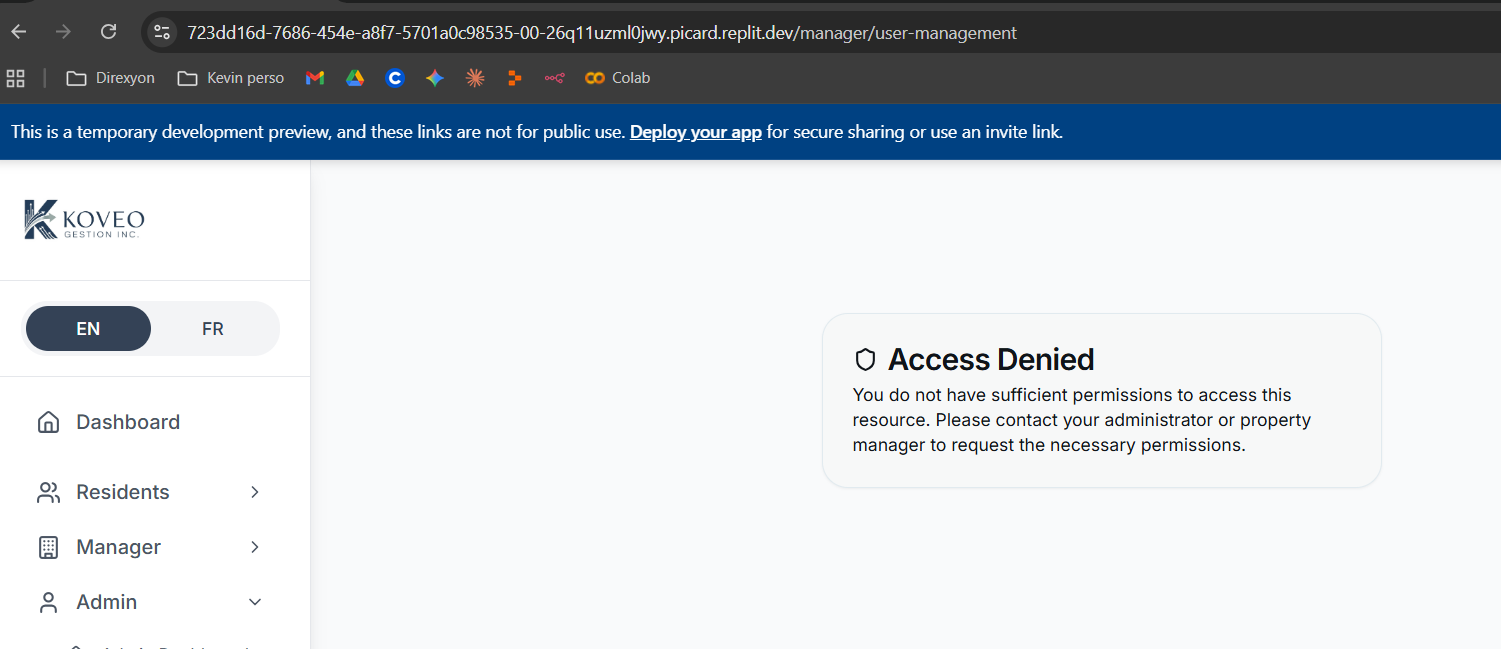 723dd16d-7686-454e-a8f7-5701a0c98535-00-26q11uzml0jwy.picard.replit.dev/manager/user-management
Direxyon
Kevin perso
Colab
This is a temporary development preview, and these links are not for public use. Deploy your app for secure sharing or use an invite link.
KOVEO
GESTION INC.
EN
FR
Access Denied
You do not have sufficient permissions to access this
resource. Please contact your administrator or property
manager to request the necessary permissions.
Dashboard
Residents
Manager
Admin